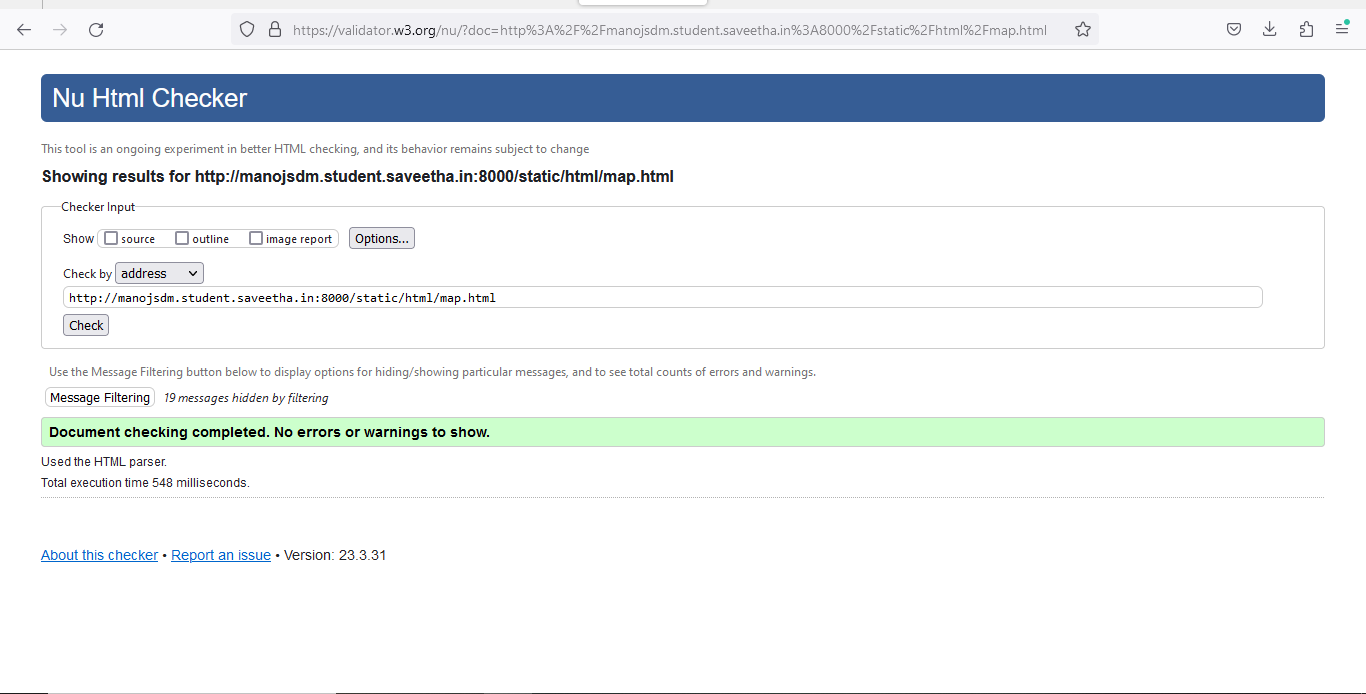 https://validator.w3.org/nu/?doc=http%3A%2F%2Fmanojsdm.student.saveetha.in%3A8000%2Fstatic%2Fhtml%2Fmap.html
Nu Html Checker
This tool is an ongoing experiment in better HTML checking, and its behavior remains subject to change
Showing results for http://manojsdm.student.saveetha.in:8000/static/html/map.html
Checker Input
Show source outline image report Options...
Check by address
http://manojsdm.student.saveetha.in:8000/static/html/map.html
Check
Use the Message Filtering button below to display options for hiding/showing particular messages, and to see total counts of errors and warnings.
Message Filtering 19 messages hidden by filtering
Document checking completed. No errors or warnings to show.
Used the HTML parser.
Total execution time 548 milliseconds.
About this checker • Report an issue • Version: 23.3.31